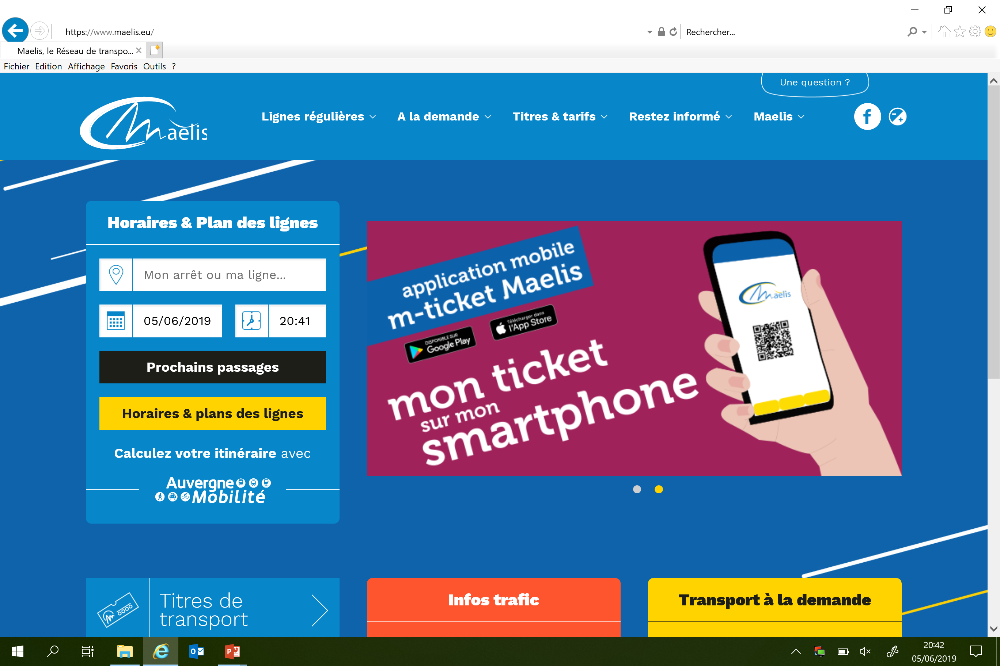 https://www.maelis.eu/
Rechercher...
Maelis, le Réseau de transpo...
Fichier Edition Affichage Favoris Outils ?
Une question ?
Maelis
Lignes régulières
A la demande
Titres & tarifs
Restez informé
Maelis
Horaires & Plan des lignes
Mon arrêt ou ma ligne...
05/06/2019
20:41
Prochains passages
Horaires & plans des lignes
Calculez votre itinéraire avec
Auvergne
Mobilité
application mobile
m-ticket Maelis
DISPONIBLE SUR
Google Play
Télécharger dans
l'App Store
mon ticket
sur mon
smartphone
Maelis
Titres de
transport
Infos trafic
Transport à la demande
20:42
05/06/2019